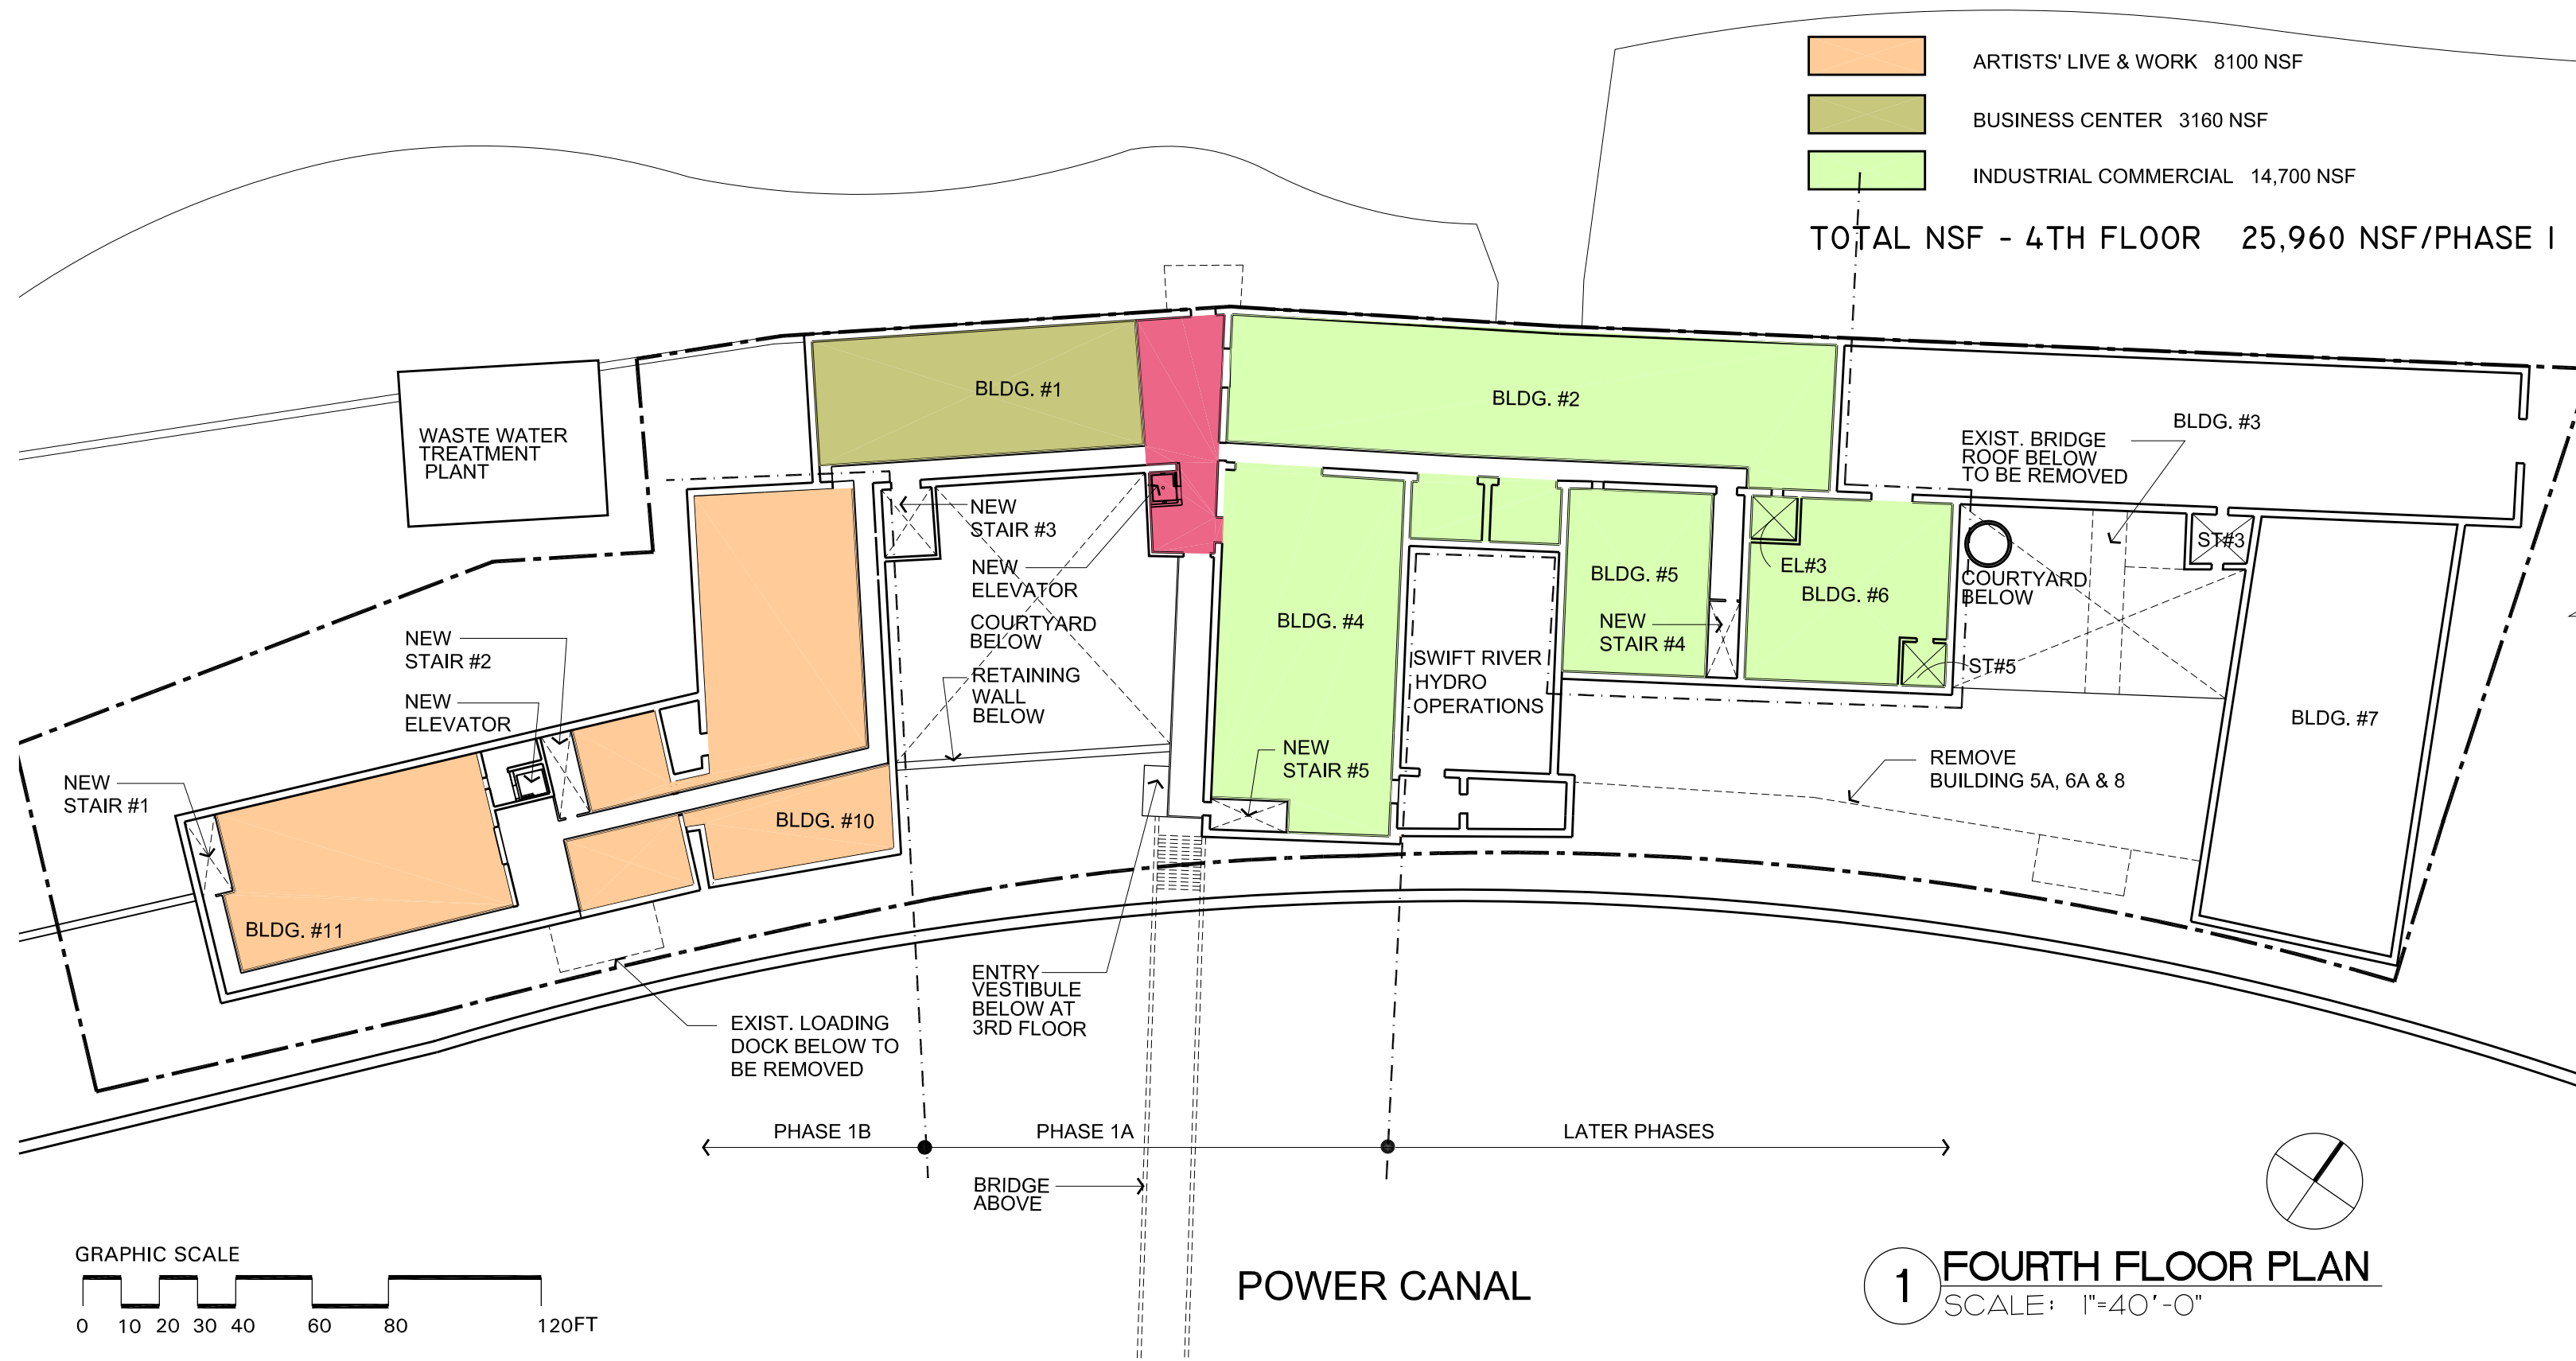 ARTISTS' LIVE & WORK 8100 NSF
BUSINESS CENTER 3160 NSF
INDUSTRIAL COMMERCIAL 14,700 NSF
TOTAL NSF - 4TH FLOOR 25,960 NSF/PHASE I
BLDG. #1
BLDG. #2
BLDG. #3
EXIST. BRIDGE
ROOF BELOW
TO BE REMOVED
WASTE WATER
TREATMENT
PLANT
NEW
STAIR #3
NEW
ELEVATOR
COURTYARD
BELOW
RETAINING
WALL
BELOW
BLDG. #4
BLDG. #5
NEW
STAIR #4
EL#3
BLDG. #6
ST#5
COURTYARD
BELOW
ST#3
SWIFT RIVER
HYDRO
OPERATIONS
NEW
STAIR #5
BLDG. #7
REMOVE
BUILDING 5A, 6A & 8
NEW
STAIR #2
NEW
ELEVATOR
NEW
STAIR #1
BLDG. #10
BLDG. #11
ENTRY
VESTIBULE
BELOW AT
3RD FLOOR
EXIST. LOADING
DOCK BELOW TO
BE REMOVED
PHASE 1B
PHASE 1A
LATER PHASES
BRIDGE
ABOVE
GRAPHIC SCALE
0 10 20 30 40 60 80 120FT
POWER CANAL
1 FOURTH FLOOR PLAN
SCALE: 1"=40'-0"